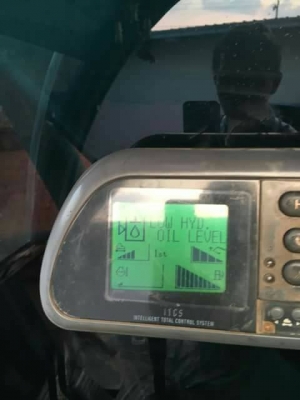 LOW HYD.
OIL LEVEL
ITCS
INTELLIGENT TOTAL CONTROL SYSTEM